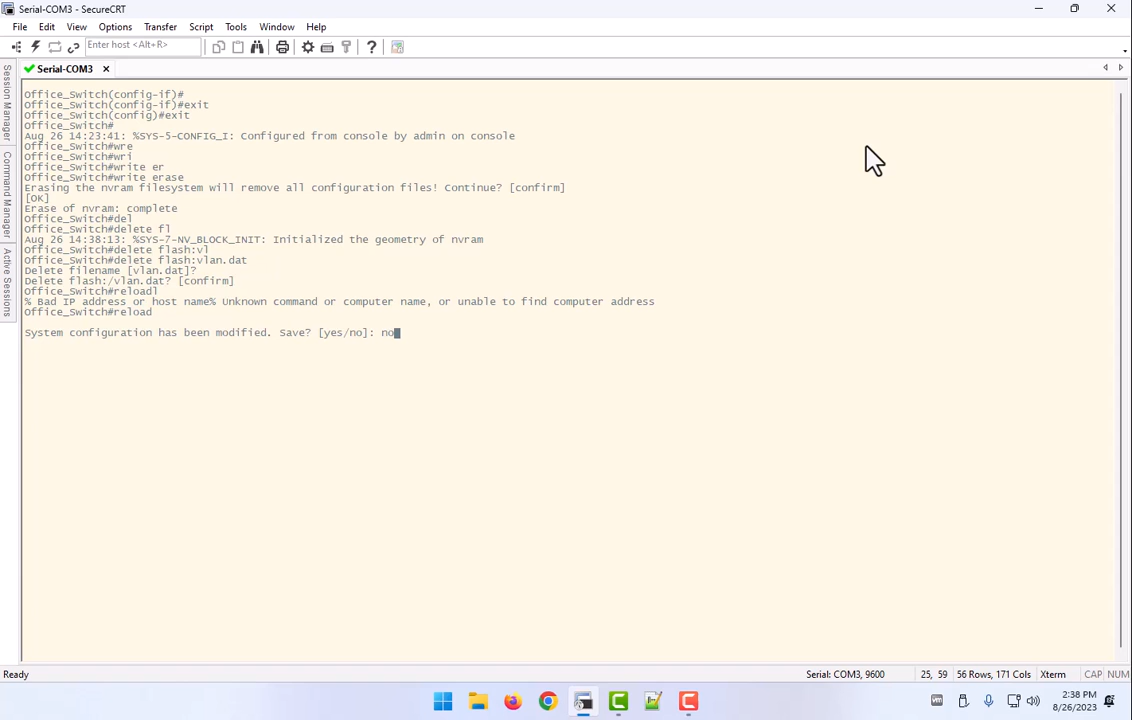 Serial-COM3 - SecureCRT
File Edit View Options Transfer Script Tools Window Help
Enter host <Alt+R>
Serial-COM3
Session Manager
Command Manager
Active Sessions
Office_Switch(config-if)#
Office_Switch(config-if)#exit
Office_Switch(config)#exit
Office_Switch#
Aug 26 14:23:41: %SYS-5-CONFIG_I: Configured from console by admin on console
Office_Switch#wre
Office_Switch#wri
Office_Switch#write er
Office_Switch#write erase
Erasing the nvram filesystem will remove all configuration files! Continue? [confirm]
[OK]
Erase of nvram: complete
Office_Switch#del
Office_Switch#delete fl
Aug 26 14:38:13: %SYS-7-NV_BLOCK_INIT: Initialized the geometry of nvram
Office_Switch#delete flash:vl
Office_Switch#delete flash:vlan.dat
Delete filename [vlan.dat]?
Delete flash:/vlan.dat? [confirm]
Office_Switch#reloadl
% Bad IP address or host name% Unknown command or computer name, or unable to find computer address
Office_Switch#reload
System configuration has been modified. Save? [yes/no]: no
Ready
Serial: COM3, 9600 25, 59 56 Rows, 171 Cols Xterm CAP NUM
2:38 PM
8/26/2023